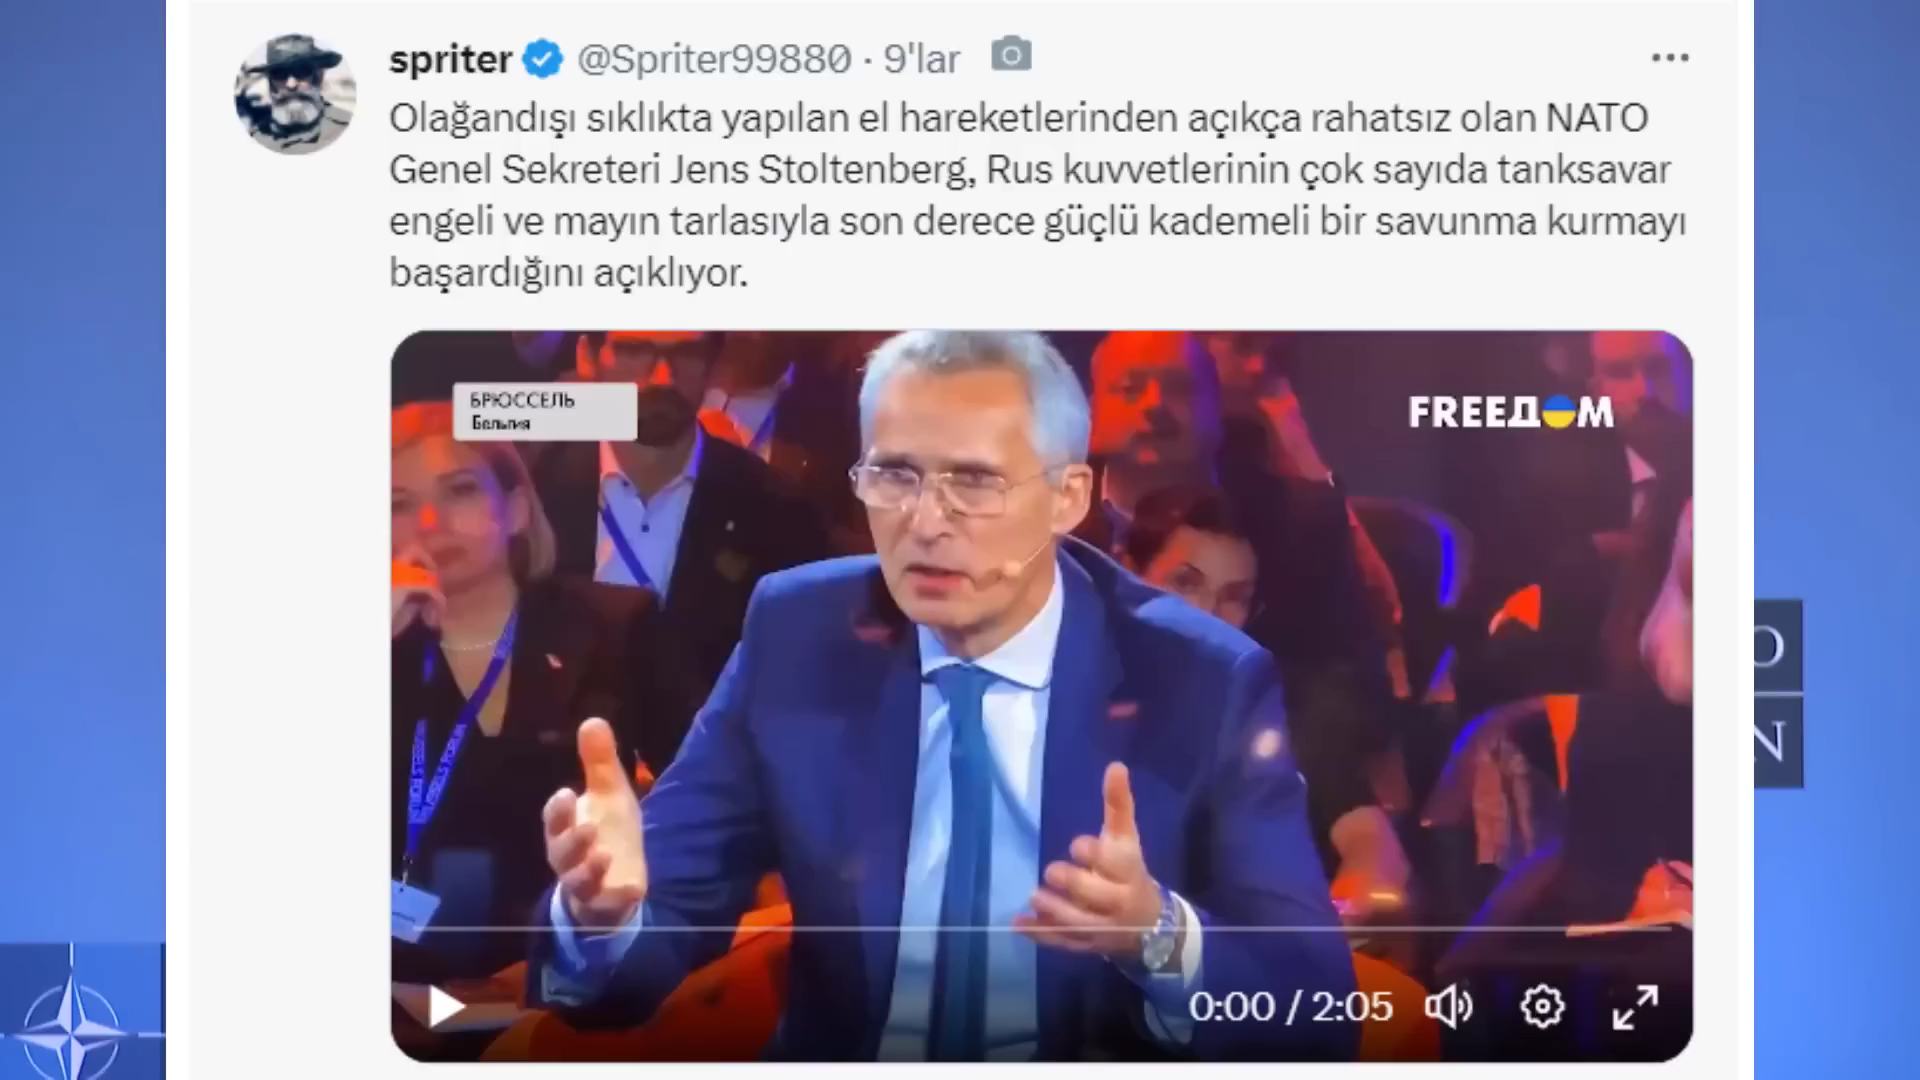 spriter @Spriter99880 · 9'lar
Olağandışı sıklıkta yapılan el hareketlerinden açıkça rahatsız olan NATO
Genel Sekreteri Jens Stoltenberg, Rus kuvvetlerinin çok sayıda tanksavar
engeli ve mayın tarlasıyla son derece güçlü kademeli bir savunma kurmayı
başardığını açıklıyor.
БРЮССЕЛЬ
Бельгия
FREEДOM
O
N
0:00 / 2:05